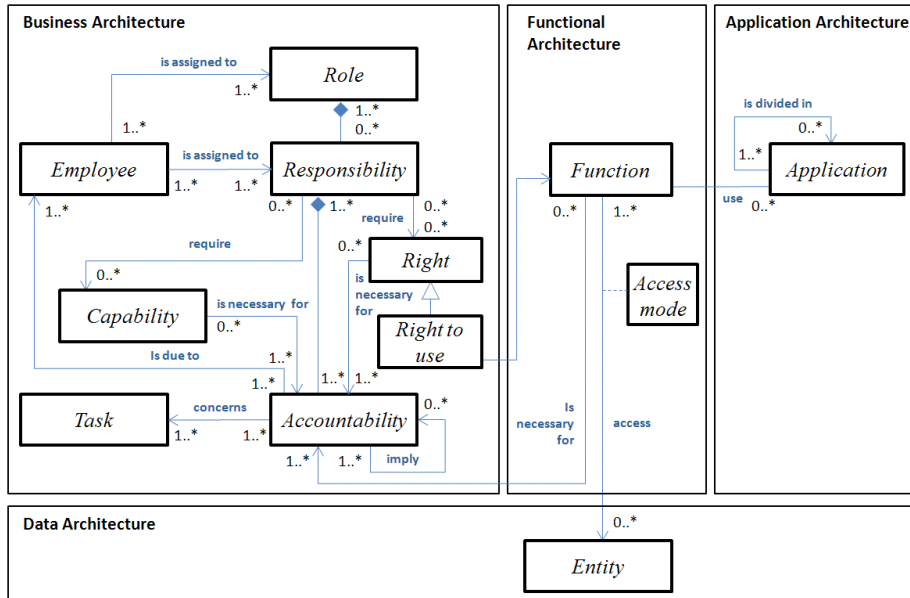 Business Architecture
Functional
Architecture
Application Architecture
is assigned to
Role
1..*
1..*
1..*
0..*
is divided in
0..*
1..*
Employee
is assigned to
1..*
1..*
Responsibility
Function
Application
use
0..*
1..*
0..*
1..*
require
0..*
0..*
0..*
1..*
require
0..*
0..*
Right
is
necessary
for
Capability
is necessary for
0..*
Right to
use
Access
mode
Is due to
1..*
1..*
1..*
1..*
Task
concerns
1..*
1..*
Accountability
0..*
imply
1..*
1..*
Is
necessary
for
access
Data Architecture
0..*
Entity